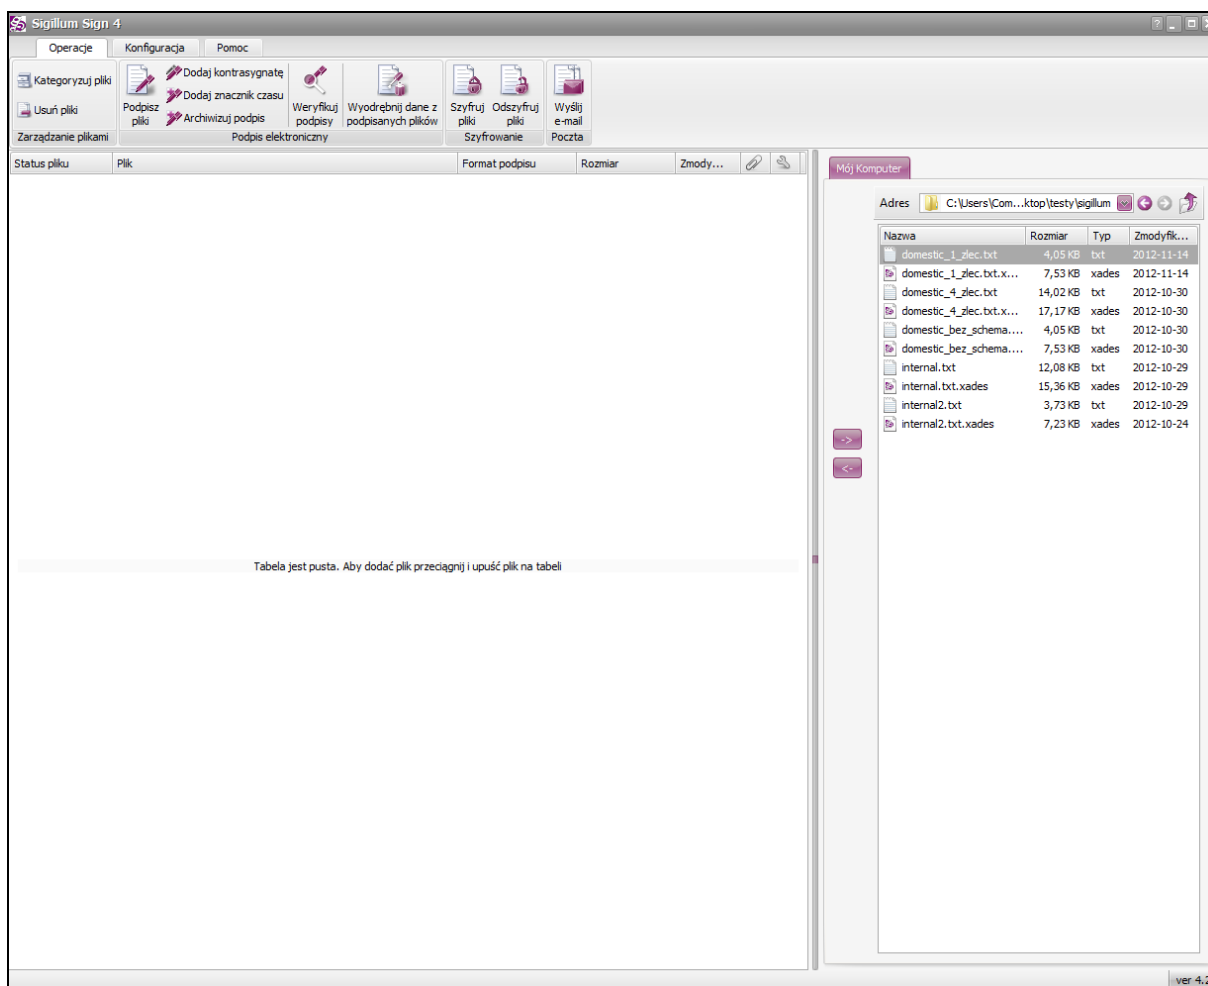 Sigillum Sign 4
Operacje Konfiguracja Pomoc
Kategoryzuj pliki
Usuń pliki
Zarządzanie plikami
Podpisz pliki
Dodaj kontrasygnatę
Dodaj znacznik czasu
Archiwizuj podpis
Weryfikuj podpisy
Wyodrębnij dane z podpisanych plików
Podpis elektroniczny
Szyfruj pliki
Odszyfruj pliki
Szyfrowanie
Wyślij e-mail
Poczta
Status pliku Plik Format podpisu Rozmiar Zmody...
Tabela jest pusta. Aby dodać plik przeciągnij i upuść plik na tabeli
Mój Komputer
Adres C:\Users\Com...ktop\testy\sigillum
->
<-
Nazwa Rozmiar Typ Zmodyfik...
domestic_1_zlec.txt 4,05 KB txt 2012-11-14
domestic_1_zlec.txt.x... 7,53 KB xades 2012-11-14
domestic_4_zlec.txt 14,02 KB txt 2012-10-30
domestic_4_zlec.txt.x... 17,17 KB xades 2012-10-30
domestic_bez_schema.... 4,05 KB txt 2012-10-30
domestic_bez_schema.... 7,53 KB xades 2012-10-30
internal.txt 12,08 KB txt 2012-10-29
internal.txt.xades 15,36 KB xades 2012-10-29
internal2.txt 3,73 KB txt 2012-10-29
internal2.txt.xades 7,23 KB xades 2012-10-24
ver 4.2